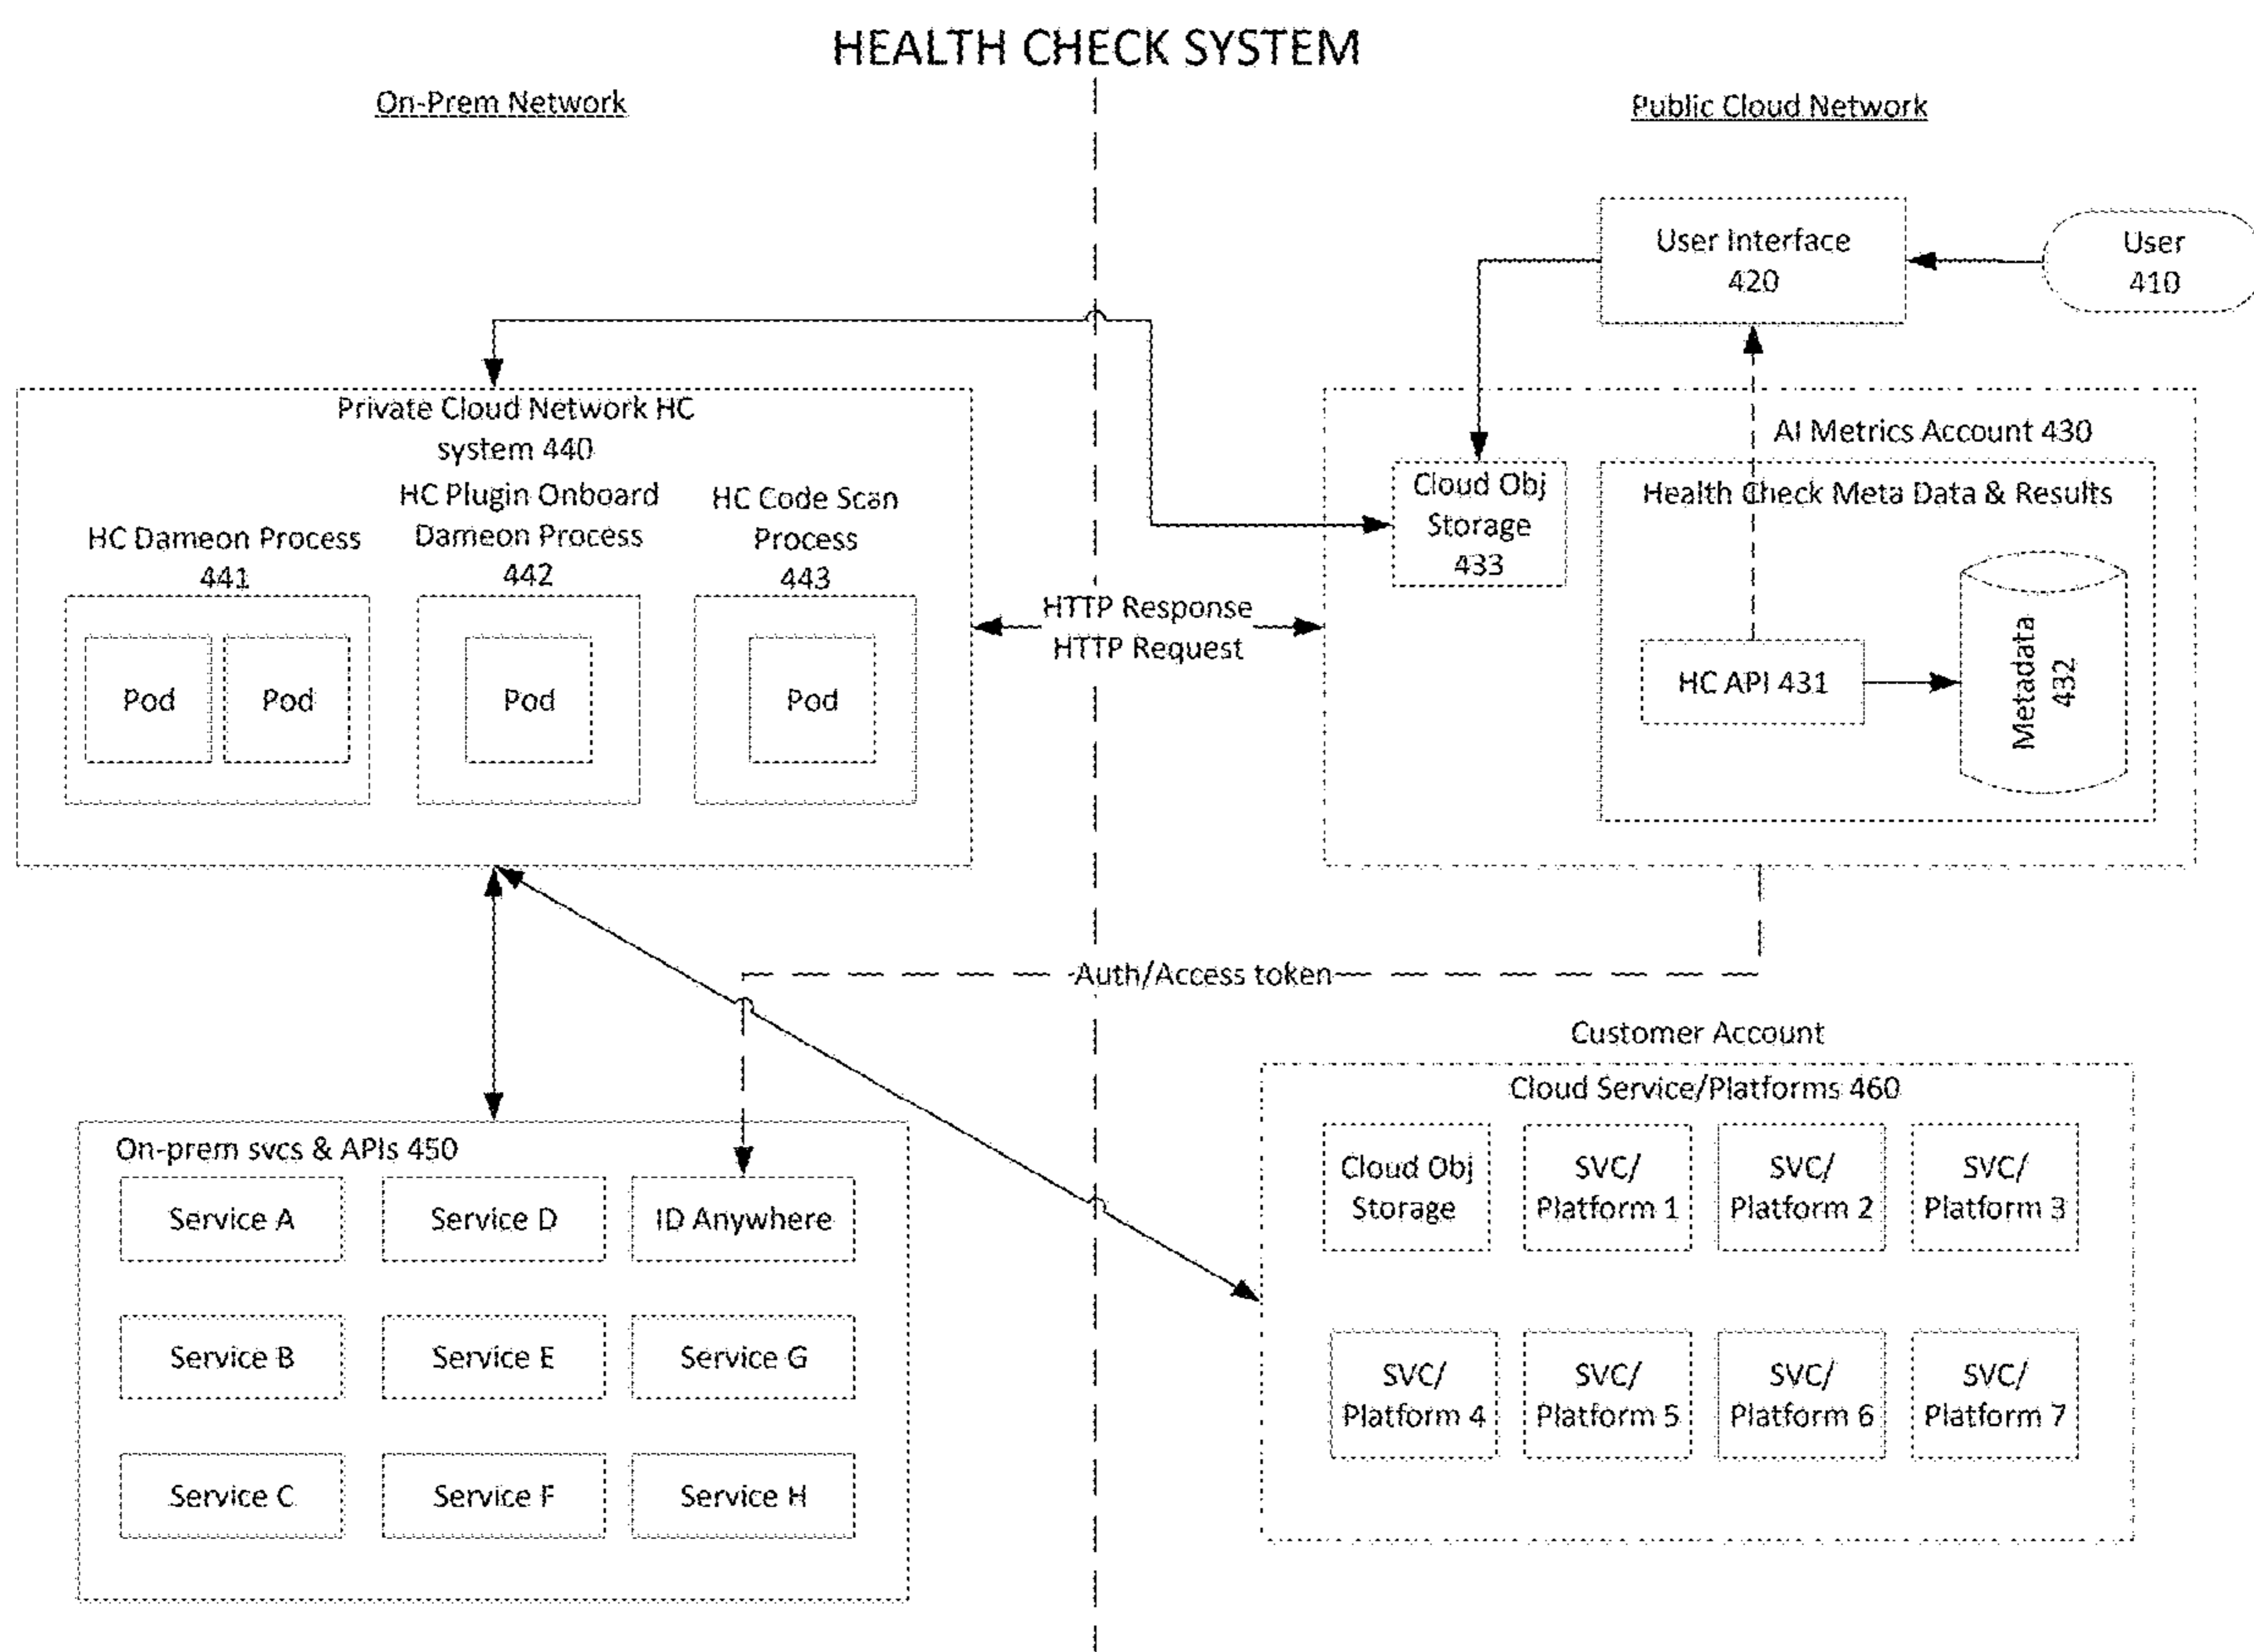 HEALTH CHECK SYSTEM
On-Prem Network
Public Cloud Network
User Interface
420
User
410
Private Cloud Network HC
system 440
HC Dameon Process
441
Pod
Pod
HC Plugin Onboard
Dameon Process
442
Pod
HC Code Scan
Process
443
Pod
HTTP Response
HTTP Request
AI Metrics Account 430
Cloud Obj
Storage
433
Health Check Meta Data & Results
HC API 431
Metadata
432
Auth/Access token
On-prem svcs & APIs 450
Service A
Service D
ID Anywhere
Service B
Service E
Service G
Service C
Service F
Service H
Customer Account
Cloud Service/Platforms 460
Cloud Obj
Storage
SVC/
Platform 1
SVC/
Platform 2
SVC/
Platform 3
SVC/
Platform 4
SVC/
Platform 5
SVC/
Platform 6
SVC/
Platform 7